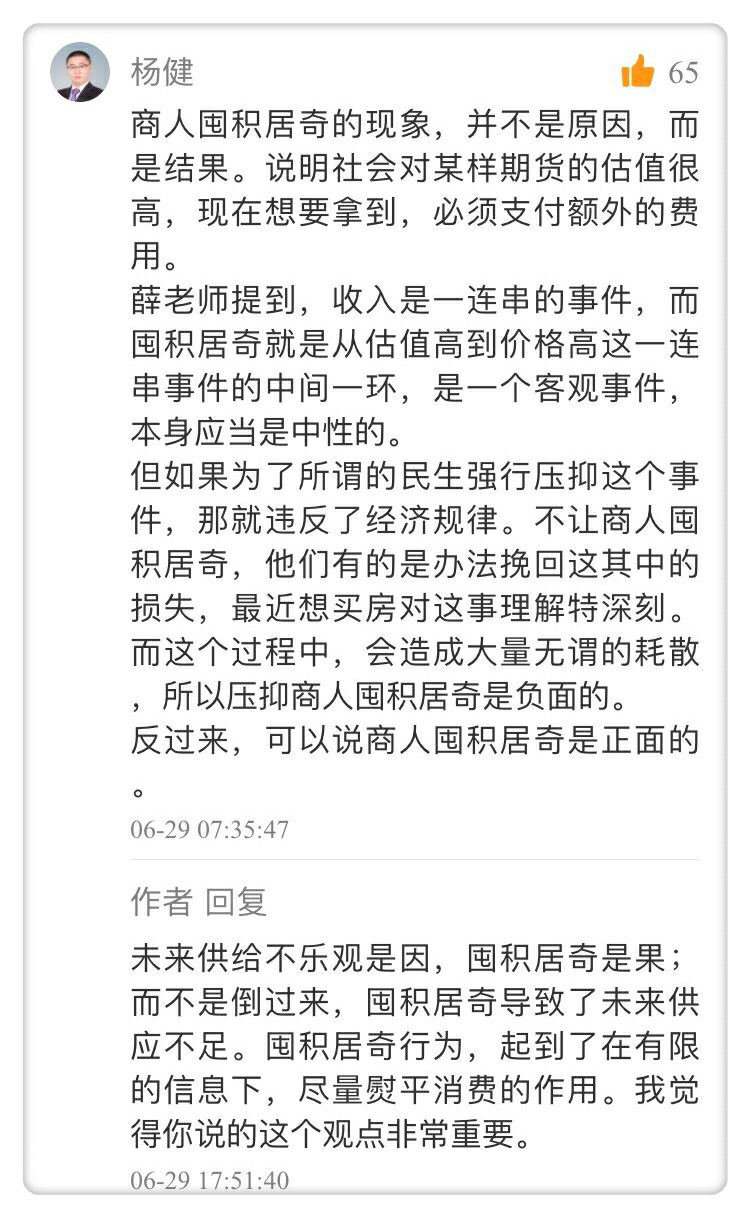 杨健
65
商人囤积居奇的现象，并不是原因，而
是结果。说明社会对某样期货的估值很
高，现在想要拿到，必须支付额外的费
用。
薛老师提到，收入是一连串的事件，而
囤积居奇就是从估值高到价格高这一连
串事件的中间一环，是一个客观事件，
本身应当是中性的。
但如果为了所谓的民生强行压抑这个事
件，那就违反了经济规律。不让商人囤
积居奇，他们有的是办法挽回这其中的
损失，最近想买房对这事理解特深刻。
而这个过程中，会造成大量无谓的耗散
，所以压抑商人囤积居奇是负面的。
反过来，可以说商人囤积居奇是正面的
。
06-29 07:35:47
作者 回复
未来供给不乐观是因，囤积居奇是果；
而不是倒过来，囤积居奇导致了未来供
应不足。囤积居奇行为，起到了在有限
的信息下，尽量熨平消费的作用。我觉
得你说的这个观点非常重要。
06-29 17:51:40